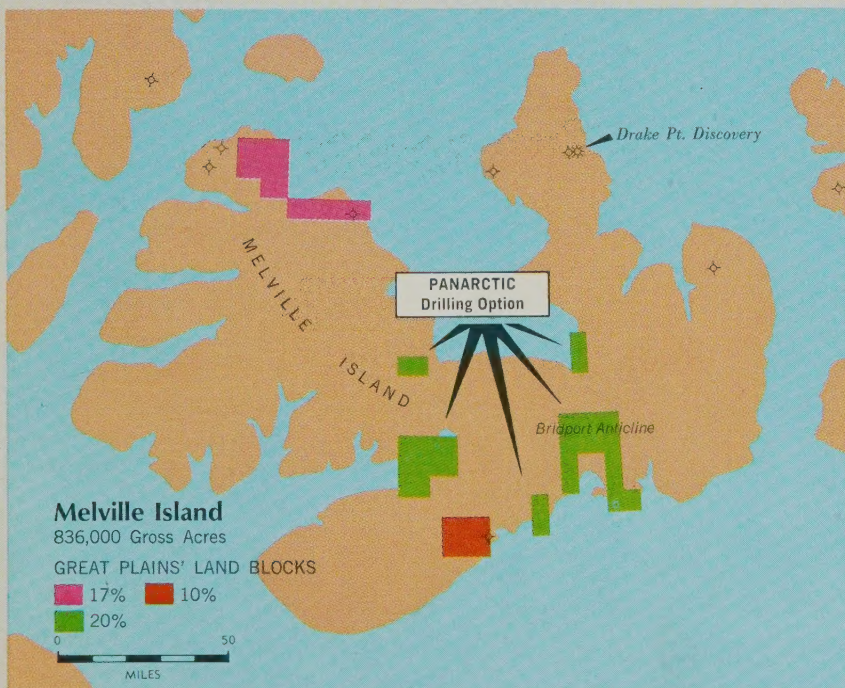 Drake Pt. Discovery
MELVILLE
ISLAND
PANARCTIC
Drilling Option
Bridport Anticline
Melville Island
836,000 Gross Acres
GREAT PLAINS' LAND BLOCKS
17% 10%
20%
0 50
MILES